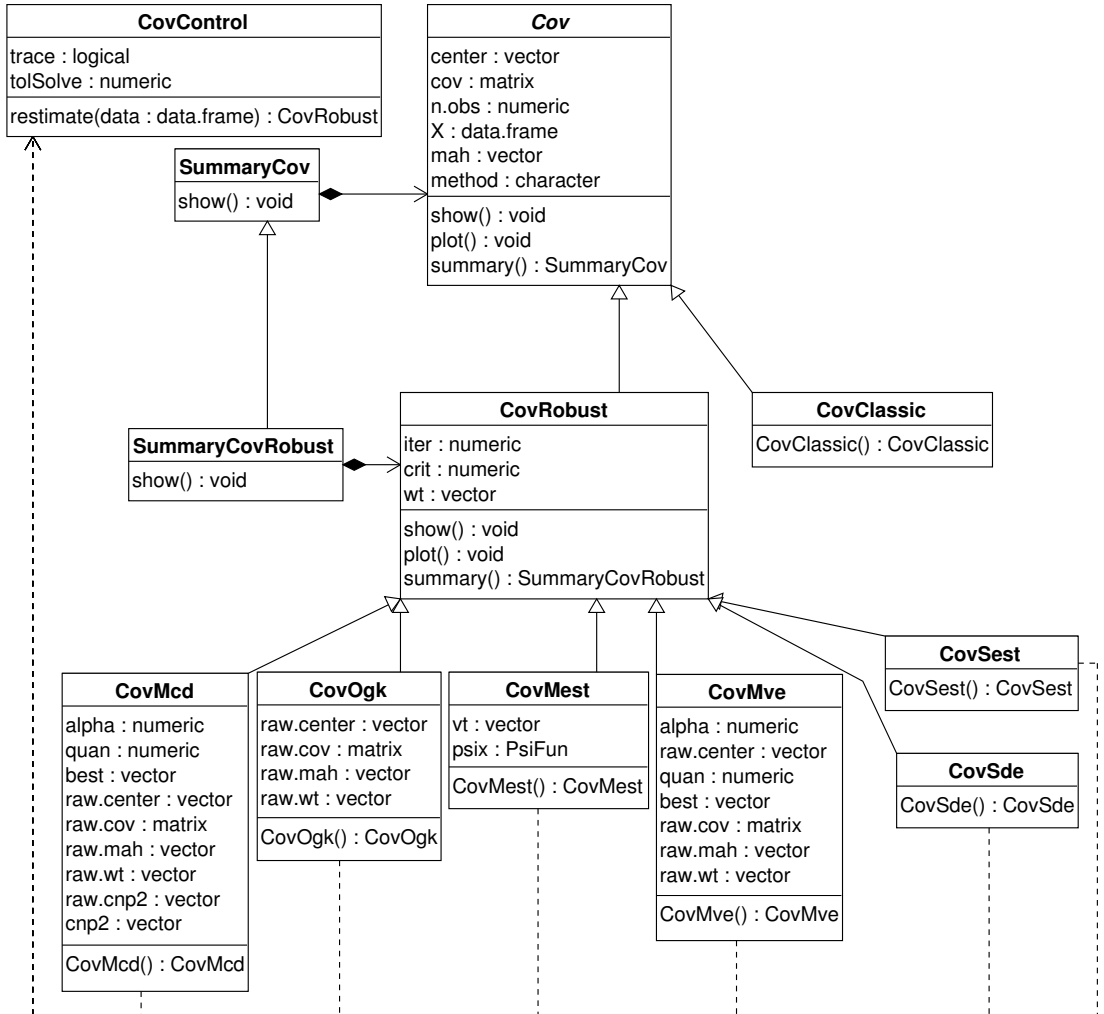 CovControl
trace : logical
tolSolve : numeric
restimate(data : data.frame) : CovRobust
Cov
center : vector
cov : matrix
n.obs : numeric
X : data.frame
mah : vector
method : character
show() : void
plot() : void
summary() : SummaryCov
SummaryCov
show() : void
CovRobust
iter : numeric
crit : numeric
wt : vector
show() : void
plot() : void
summary() : SummaryCovRobust
CovClassic
CovClassic() : CovClassic
SummaryCovRobust
show() : void
CovMcd
alpha : numeric
quan : numeric
best : vector
raw.center : vector
raw.cov : matrix
raw.mah : vector
raw.wt : vector
raw.cnp2 : vector
cnp2 : vector
CovMcd() : CovMcd
CovOgk
raw.center : vector
raw.cov : matrix
raw.mah : vector
raw.wt : vector
CovOgk() : CovOgk
CovMest
vt : vector
psix : PsiFun
CovMest() : CovMest
CovMve
alpha : numeric
raw.center : vector
quan : numeric
best : vector
raw.cov : matrix
raw.mah : vector
raw.wt : vector
CovMve() : CovMve
CovSest
CovSest() : CovSest
CovSde
CovSde() : CovSde